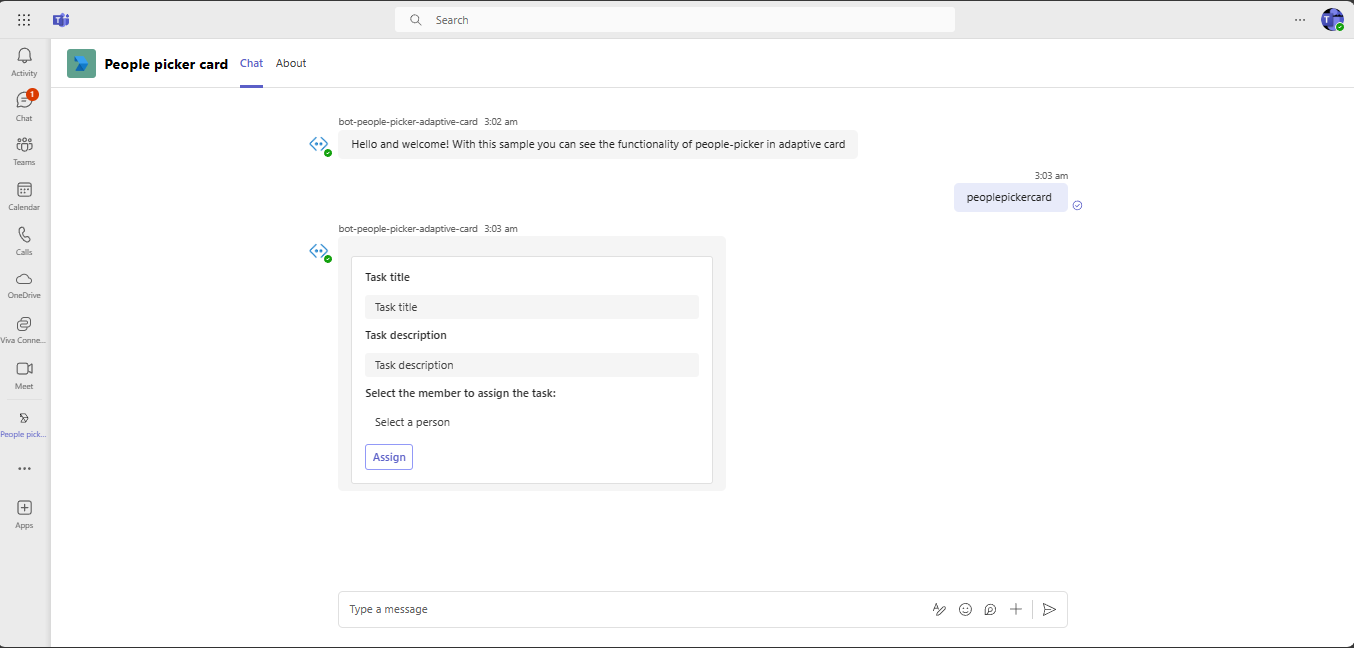 Search
Activity
1
Chat
Teams
Calendar
Calls
OneDrive
Viva Conne...
Meet
People pick...
Apps
People picker card
Chat
About
bot-people-picker-adaptive-card 3:02 am
Hello and welcome! With this sample you can see the functionality of people-picker in adaptive card
3:03 am
peoplepickercard
bot-people-picker-adaptive-card 3:03 am
Task title
Task title
Task description
Task description
Select the member to assign the task:
Select a person
Assign
Type a message